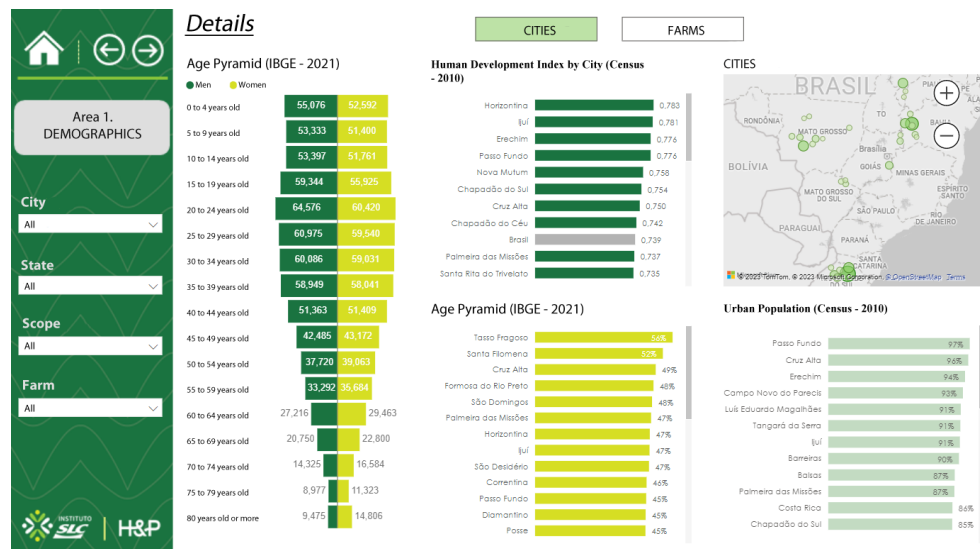 Details
CITIES
FARMS
Area 1.
DEMOGRAPHICS
City
All
State
All
Scope
All
Farm
All
INSTITUTO
SLC
H&P
Age Pyramid (IBGE - 2021)
Men Women
0 to 4 years old 55,076 52,592
5 to 9 years old 53,333 51,400
10 to 14 years old 53,397 51,761
15 to 19 years old 59,344 55,925
20 to 24 years old 64,576 60,420
25 to 29 years old 60,975 59,540
30 to 34 years old 60,086 59,031
35 to 39 years old 58,949 58,041
40 to 44 years old 51,363 51,409
45 to 49 years old 42,485 43,172
50 to 54 years old 37,720 39,063
55 to 59 years old 33,292 35,684
60 to 64 years old 27,216 29,463
65 to 69 years old 20,750 22,800
70 to 74 years old 14,325 16,584
75 to 79 years old 8,977 11,323
80 years old or more 9,475 14,806
Human Development Index by City (Census
- 2010)
Horizontina 0,783
Ijuí 0,781
Erechim 0,776
Passo Fundo 0,776
Nova Mutum 0,758
Chapadão do Sul 0,754
Cruz Alta 0,750
Chapadão do Céu 0,742
Brasil 0,739
Palmeira das Missões 0,737
Santa Rita do Trivelato 0,735
CITIES
BRASIL
PIAU
PE
ALA
TO
RONDÔNIA
MATO GROSSO
BAHIA
Brasília
BOLÍVIA
GOIÁS
MINAS GERAIS
MATO GROSSO
DO SUL
ESPÍRITO
SANTO
SÃO PAULO
RIO
DE JANEIRO
PARAGUAI
PARANÁ
SANTA
CATARINA
DO SUL
© 2023 TomTom, © 2023 Microsoft Corporation, © OpenStreetMap Terms
Age Pyramid (IBGE - 2021)
Tasso Fragoso 56%
Santa Filomena 52%
Cruz Alta 49%
Formosa do Rio Preto 48%
São Domingos 48%
Palmeira das Missões 47%
Horizontina 47%
Ijuí 47%
São Desidério 47%
Correntina 46%
Passo Fundo 45%
Diamantino 45%
Posse 45%
Urban Population (Census - 2010)
Passo Fundo 97%
Cruz Alta 96%
Erechim 94%
Campo Novo do Parecis 93%
Luís Eduardo Magalhães 91%
Tangará da Serra 91%
Ijuí 91%
Barreiras 90%
Balsas 87%
Palmeira das Missões 87%
Costa Rica 86%
Chapadão do Sul 85%